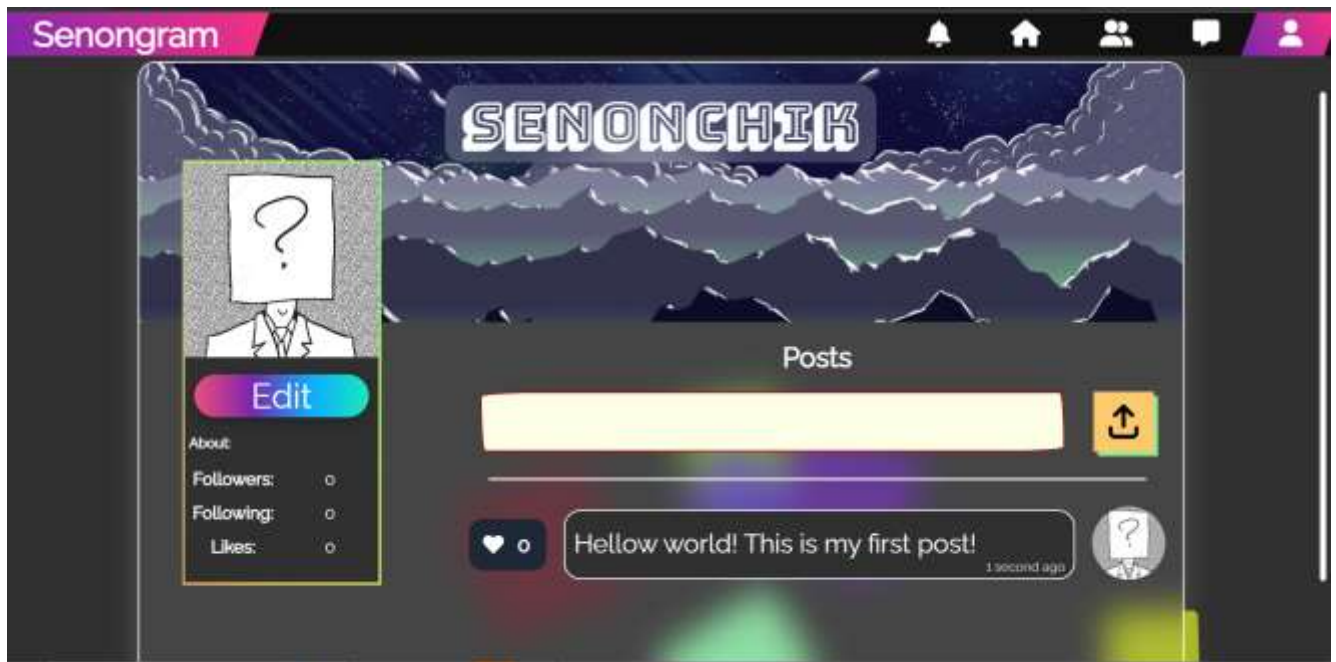 Senongram
SENONCHIK
?
Edit
About:
Followers: 0
Following: 0
Likes: 0
Posts
0
Hellow world! This is my first post!
1 second ago
?